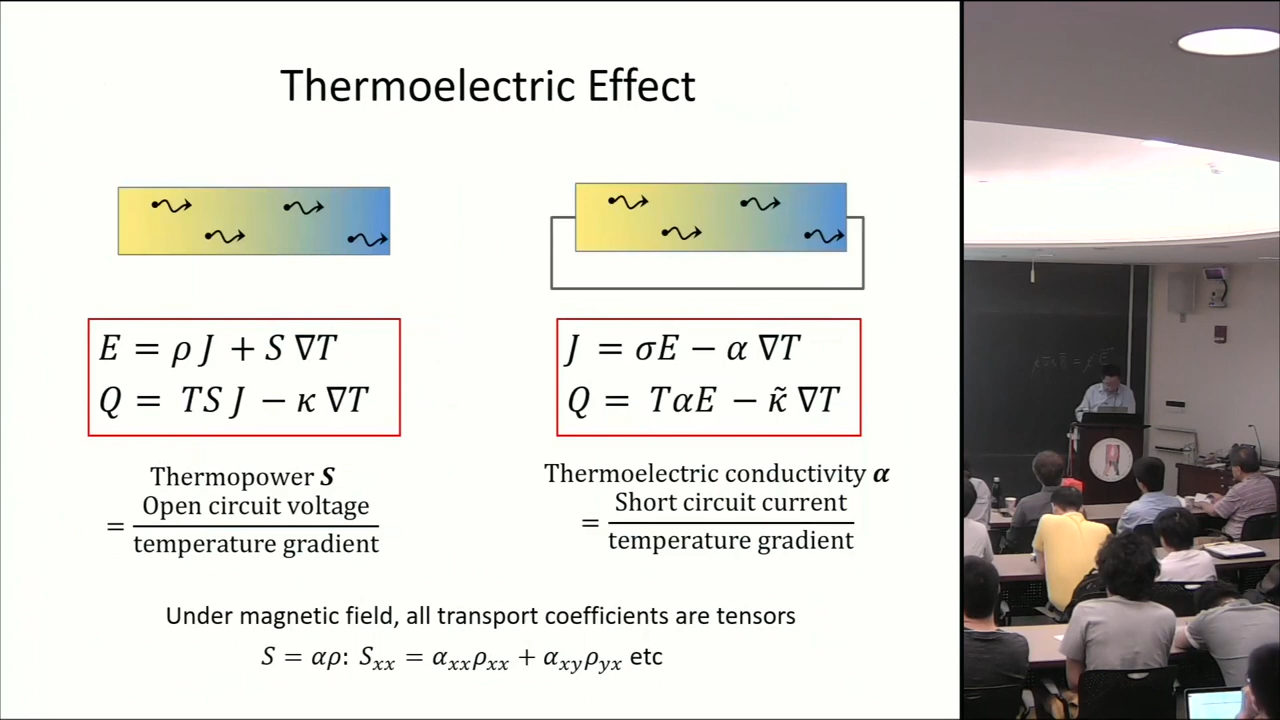 Thermoelectric Effect
E = ρ J + S ∇T
Q = TS J − κ ∇T
J = σE − α ∇T
Q = TαE − κ̃ ∇T
Thermopower S
= Open circuit voltage
temperature gradient
Thermoelectric conductivity α
= Short circuit current
temperature gradient
Under magnetic field, all transport coefficients are tensors
S = αρ: Sₓₓ = αₓₓρₓₓ + αₓᵧρᵧₓ etc